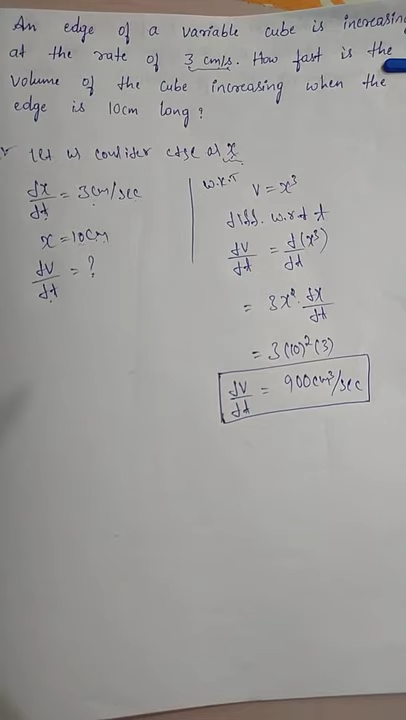 An edge of a variable cube is increasing
at the rate of 3 cm/s. How fast is the
volume of the cube increasing when the
edge is 10cm long?
Let us consider edge as x
dx/dt = 3cm/sec
x = 10cm
dV/dt = ?
w.k.T
V = x³
diff. w.r.t t
dV/dt = d(x³)/dt
= 3x². dx/dt
= 3(10)²(3)
dV/dt = 900cm³/sec